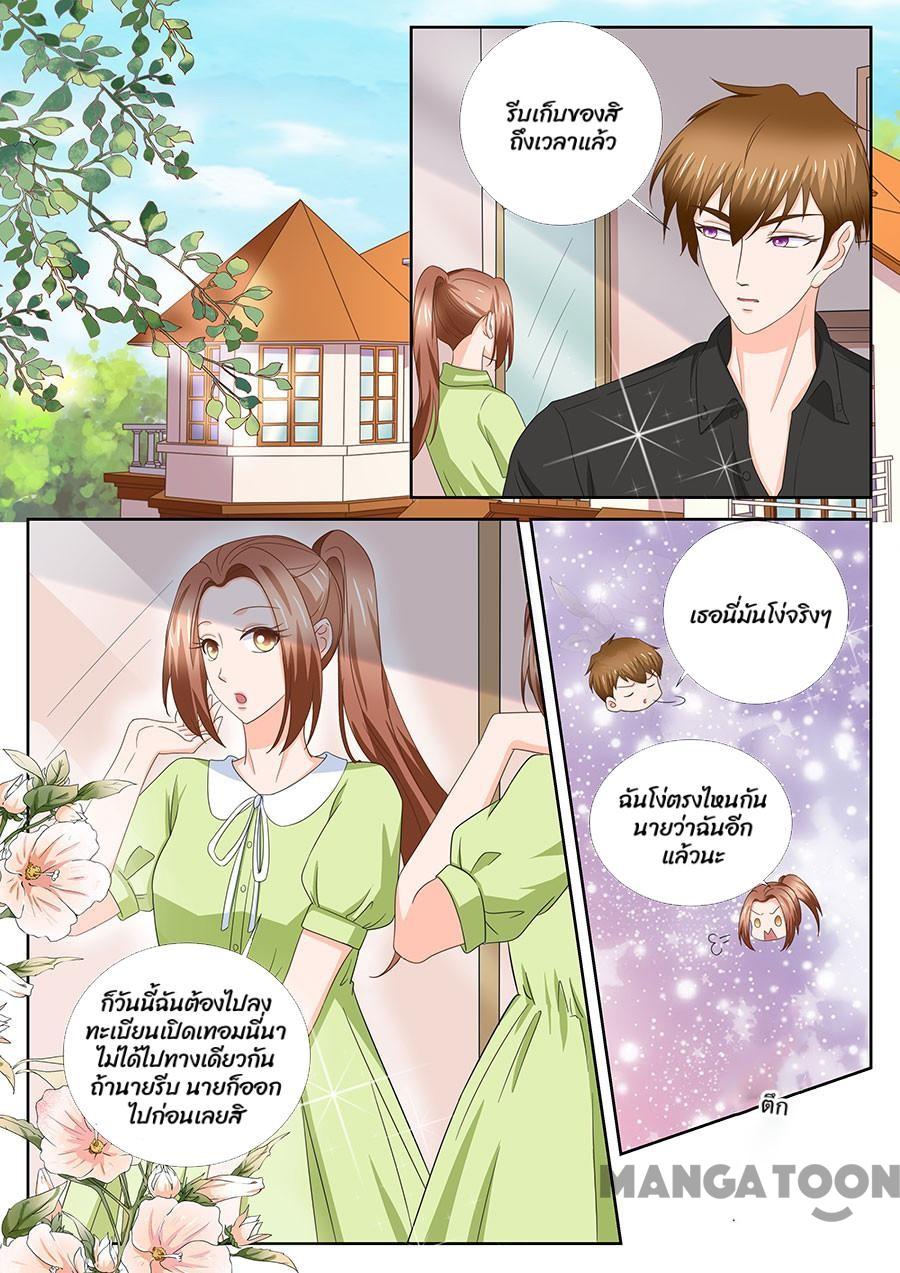 รีบเก็บของสิ
ถึงเวลาแล้ว
ก็วันนี้ฉันต้องไปลง
ทะเบียนเปิดเทอมนี่นา
ไม่ได้ไปทางเดียวกัน
ถ้านายรีบ นายก็ออก
ไปก่อนเลยสิ
เธอนี่มันโง่จริงๆ
ฉันโง่ตรงไหนกัน
นายว่าฉันอีก
แล้วนะ
ตึก
MANGATOON